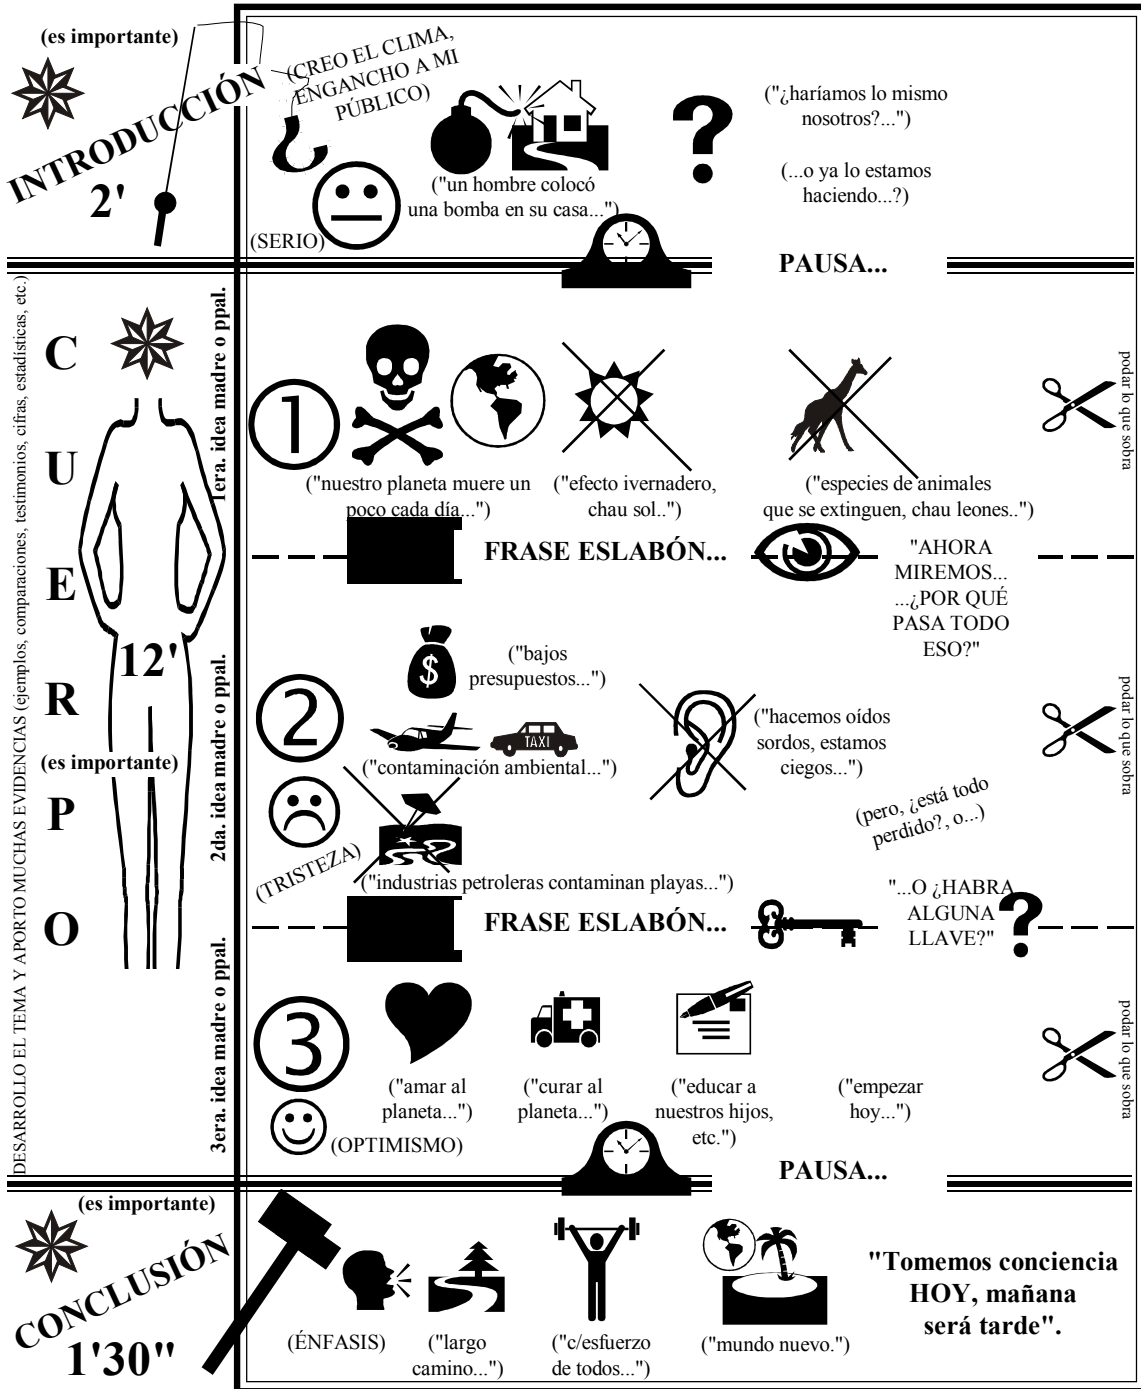 (es importante)
INTRODUCCIÓN
2'
(CREO EL CLIMA,
ENGANCHO A MI
PÚBLICO)
(SERIO)
("un hombre colocó
una bomba en su casa...")
("¿haríamos lo mismo
nosotros?...")
(...o ya lo estamos
haciendo...?)
PAUSA...
DESARROLLO EL TEMA Y APORTO MUCHAS EVIDENCIAS (ejemplos, comparaciones, testimonios, cifras, estadísticas, etc.)
C
U
E
R
P
O
12'
(es importante)
1era. idea madre o ppal.
1
("nuestro planeta muere un
poco cada día...")
("efecto ivernadero,
chau sol..")
("especies de animales
que se extinguen, chau leones..")
podar lo que sobra
FRASE ESLABÓN...
"AHORA
MIREMOS...
...¿POR QUÉ
PASA TODO
ESO?"
2da. idea madre o ppal.
2
$
("bajos
presupuestos...")
TAXI
("contaminación ambiental...")
("hacemos oídos
sordos, estamos
ciegos...")
podar lo que sobra
(TRISTEZA)
("industrias petroleras contaminan playas...")
(pero, ¿está todo
perdido?, o...)
FRASE ESLABÓN...
"...O ¿HABRA
ALGUNA
LLAVE?"
3era. idea madre o ppal.
3
("amar al
planeta...")
("curar al
planeta...")
("educar a
nuestros hijos,
etc.")
("empezar
hoy...")
podar lo que sobra
(OPTIMISMO)
PAUSA...
(es importante)
CONCLUSIÓN
1'30"
(ÉNFASIS)
("largo
camino...")
("c/esfuerzo
de todos...")
("mundo nuevo.")
"Tomemos conciencia
HOY, mañana
será tarde".